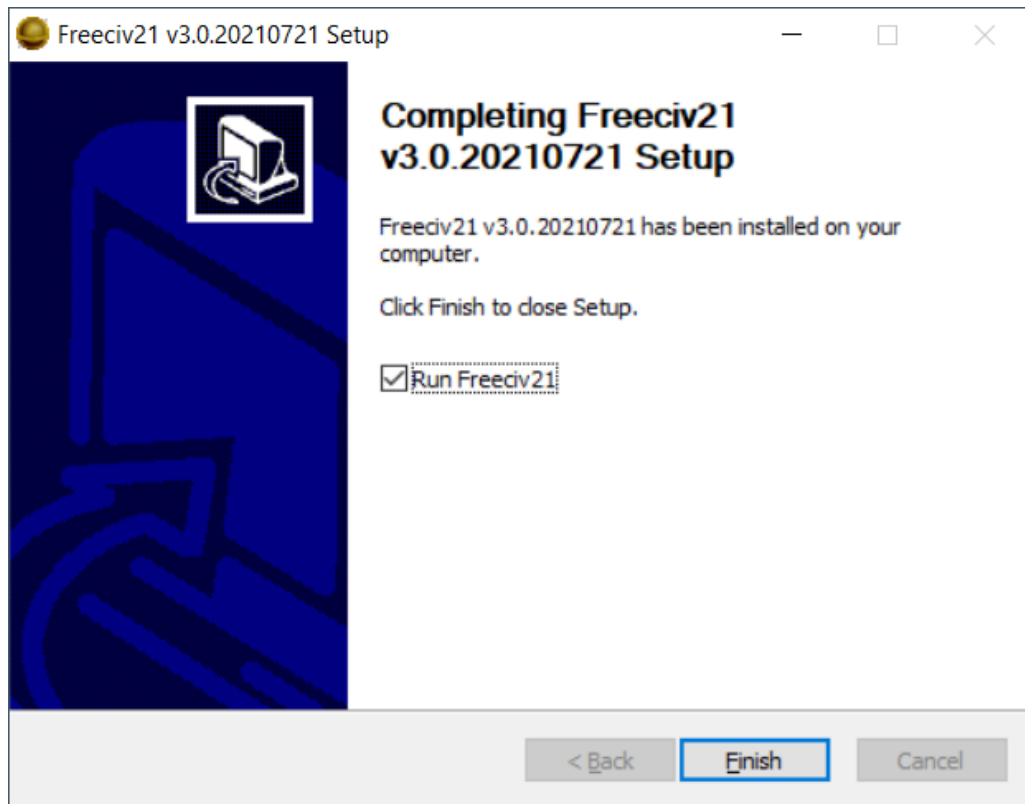 Freeciv21 v3.0.20210721 Setup
Completing Freeciv21
v3.0.20210721 Setup
Freeciv21 v3.0.20210721 has been installed on your
computer.
Click Finish to close Setup.
Run Freeciv21
< Back
Finish
Cancel